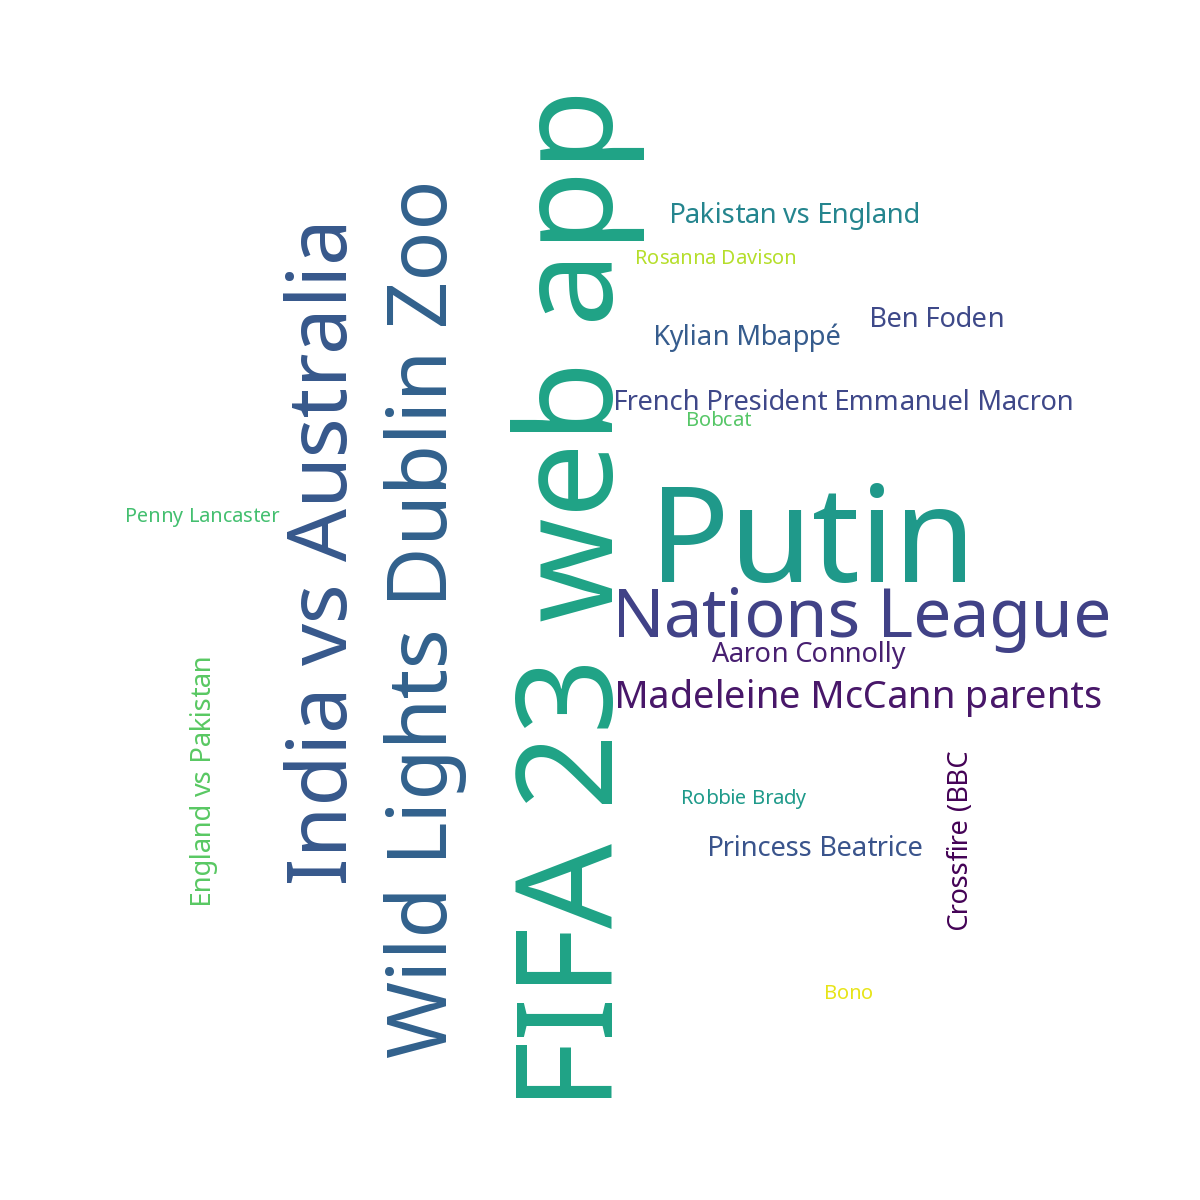 FIFA 23 web app
Wild Lights Dublin Zoo
India vs Australia
Pakistan vs England
Rosanna Davison
Ben Foden
Kylian Mbappé
French President Emmanuel Macron
Bobcat
Putin
Penny Lancaster
Nations League
Aaron Connolly
Madeleine McCann parents
England vs Pakistan
Robbie Brady
Princess Beatrice
Crossfire (BBC
Bono